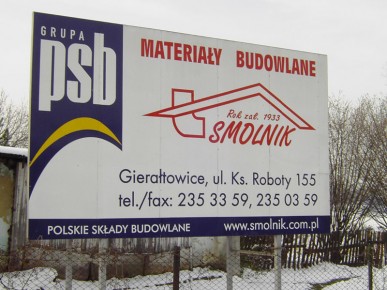 GRUPA
psb
MATERIAŁY BUDOWLANE
Rok zał. 1933
SMOLNIK
Gierałtowice, ul. Ks. Roboty 155
tel./fax: 235 33 59, 235 03 59
POLSKIE SKŁADY BUDOWLANE
www.smolnik.com.pl